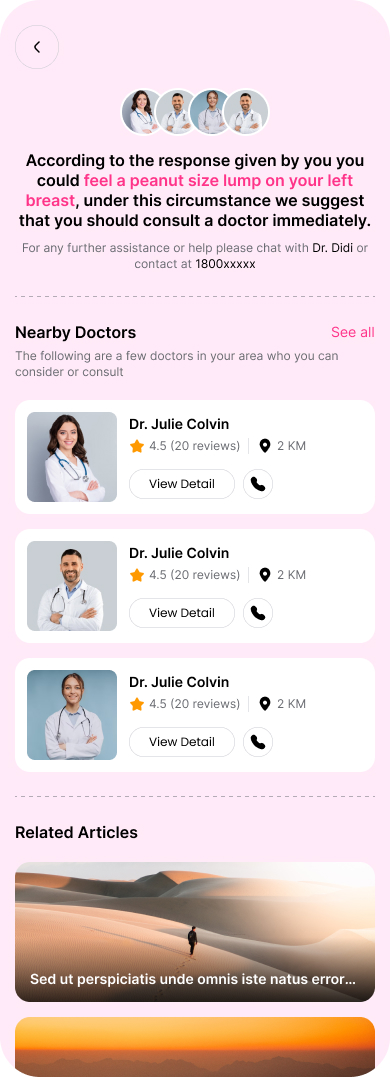 According to the response given by you you
could feel a peanut size lump on your left
breast, under this circumstance we suggest
that you should consult a doctor immediately.
For any further assistance or help please chat with Dr. Didi or
contact at 1800xxxxx
Nearby Doctors
See all
The following are a few doctors in your area who you can
consider or consult
Dr. Julie Colvin
4.5 (20 reviews)
2 KM
View Detail
Dr. Julie Colvin
4.5 (20 reviews)
2 KM
View Detail
Dr. Julie Colvin
4.5 (20 reviews)
2 KM
View Detail
Related Articles
Sed ut perspiciatis unde omnis iste natus error...